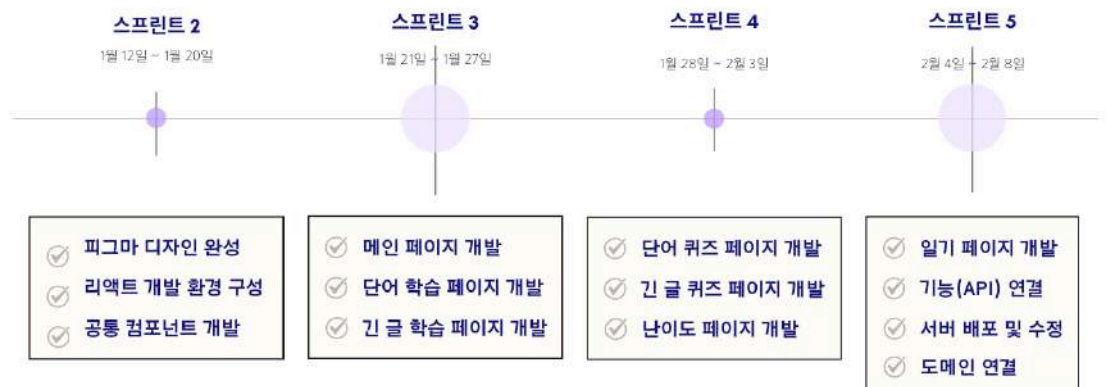 스프린트 2
1월 12일 ~ 1월 20일
피그마 디자인 완성
리액트 개발 환경 구성
공통 컴포넌트 개발
스프린트 3
1월 21일 ~ 1월 27일
메인 페이지 개발
단어 학습 페이지 개발
긴 글 학습 페이지 개발
스프린트 4
1월 28일 ~ 2월 3일
단어 퀴즈 페이지 개발
긴 글 퀴즈 페이지 개발
난이도 페이지 개발
스프린트 5
2월 4일 ~ 2월 8일
일기 페이지 개발
기능(API) 연결
서버 배포 및 수정
도메인 연결